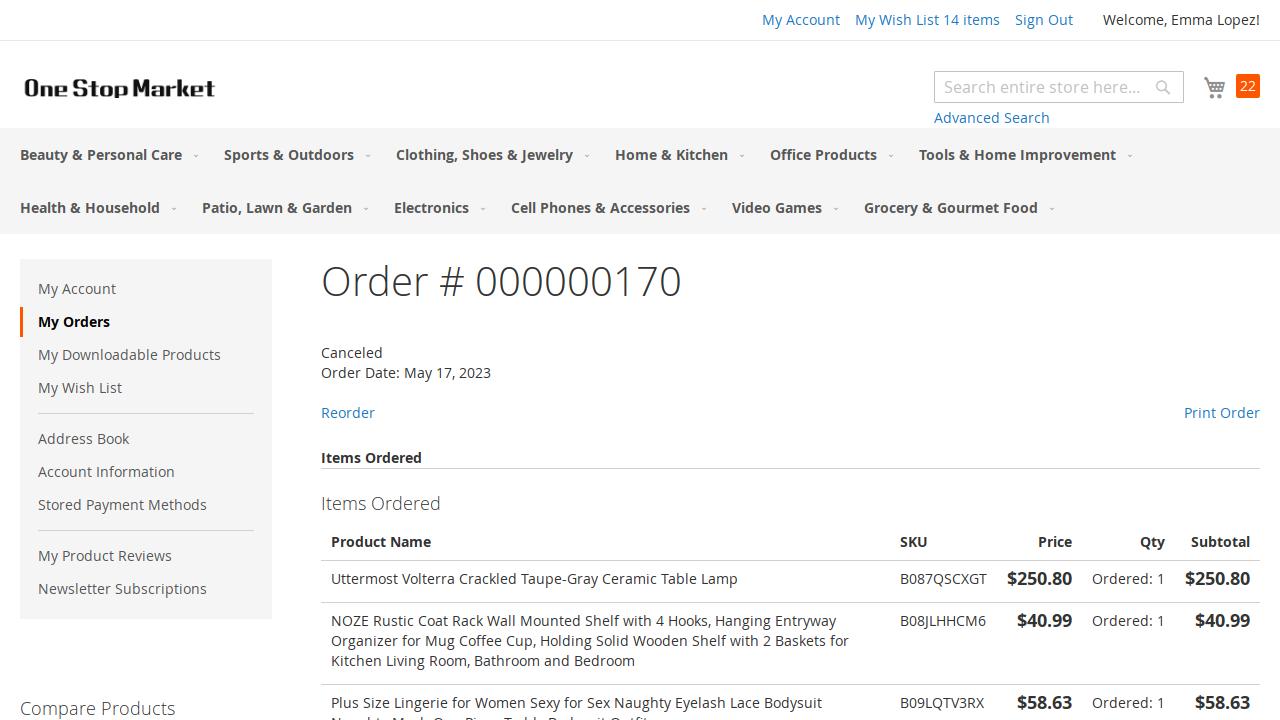 My Account My Wish List 14 items Sign Out Welcome, Emma Lopez!
One Stop Market
Search entire store here...
22
Advanced Search
Beauty & Personal Care Sports & Outdoors Clothing, Shoes & Jewelry Home & Kitchen Office Products Tools & Home Improvement
Health & Household Patio, Lawn & Garden Electronics Cell Phones & Accessories Video Games Grocery & Gourmet Food
My Account
My Orders
My Downloadable Products
My Wish List
Address Book
Account Information
Stored Payment Methods
My Product Reviews
Newsletter Subscriptions
Compare Products
Order # 000000170
Canceled
Order Date: May 17, 2023
Reorder Print Order
Items Ordered
Items Ordered
Product Name SKU Price Qty Subtotal
Uttermost Volterra Crackled Taupe-Gray Ceramic Table Lamp B087QSCXGT $250.80 Ordered: 1 $250.80
NOZE Rustic Coat Rack Wall Mounted Shelf with 4 Hooks, Hanging Entryway B08JLHHCM6 $40.99 Ordered: 1 $40.99
Organizer for Mug Coffee Cup, Holding Solid Wooden Shelf with 2 Baskets for
Kitchen Living Room, Bathroom and Bedroom
Plus Size Lingerie for Women Sexy for Sex Naughty Eyelash Lace Bodysuit B09LQTV3RX $58.63 Ordered: 1 $58.63